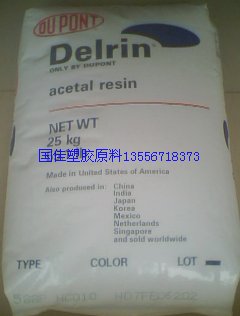 DUPONT
Delrin
ONLY BY DUPONT
acetal resin
NET WT
25 kg
国佳塑胶原料13556718373
Made in United States of America
Also produced in: China
India
Japan
Korea
Mexico
Netherlands
Singapore
and sold worldwide
TYPE COLOR LOT
NC010